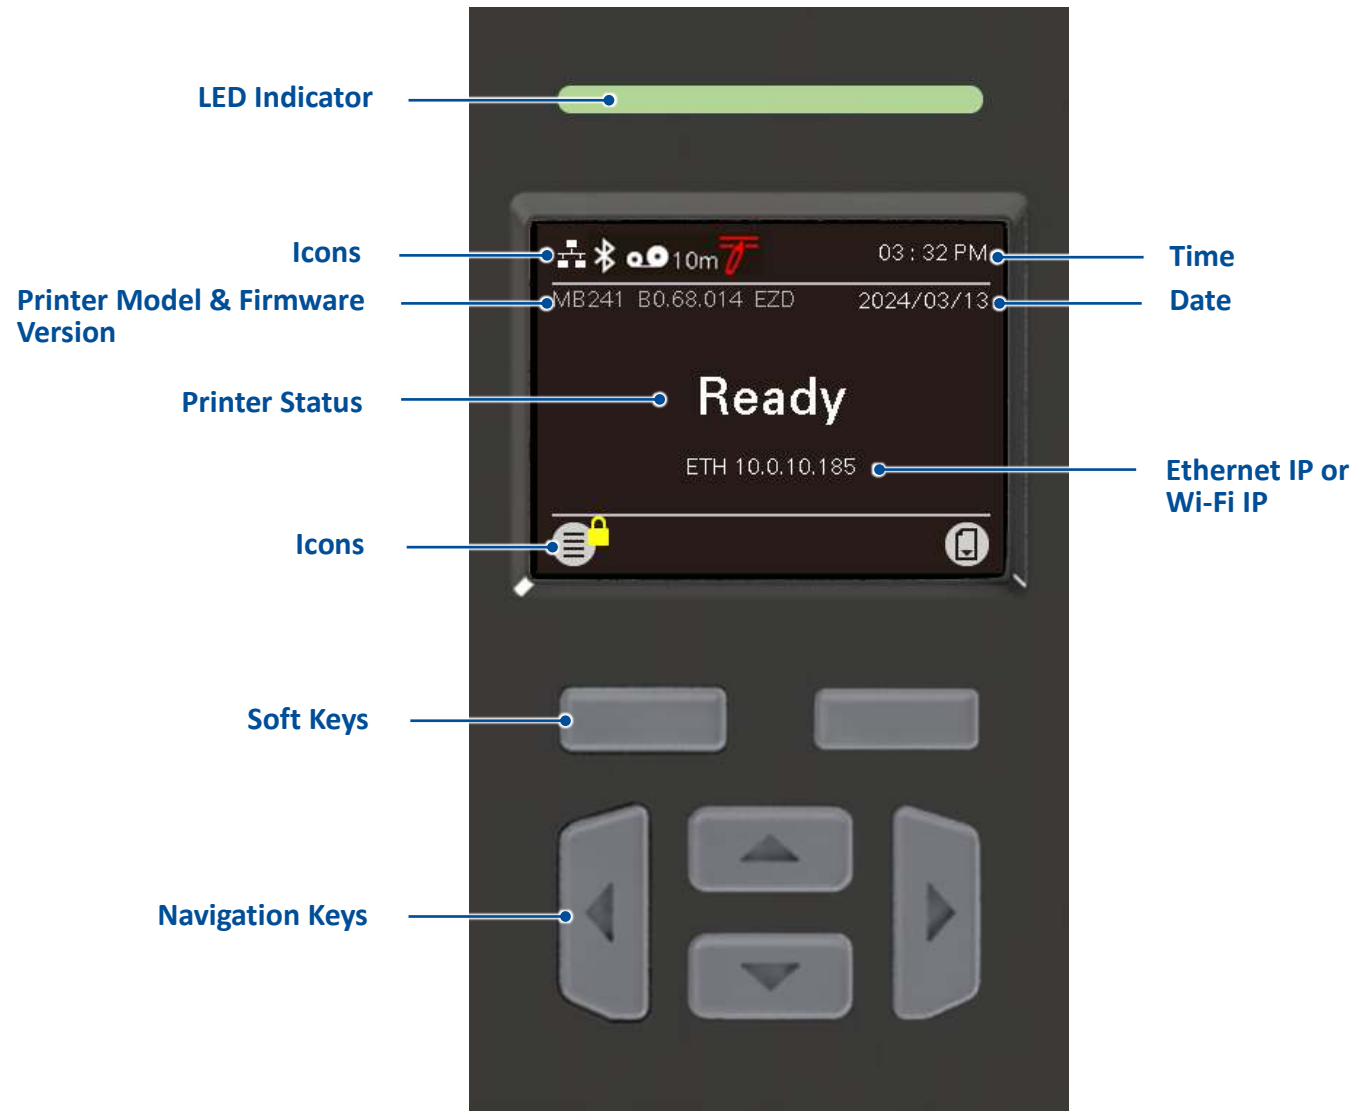 LED Indicator
Icons
10m
03 : 32 PM
Time
Printer Model & Firmware
Version
MB241 B0.68.014 EZD
2024/03/13
Date
Printer Status
Ready
ETH 10.0.10.185
Ethernet IP or
Wi-Fi IP
Icons
Soft Keys
Navigation Keys